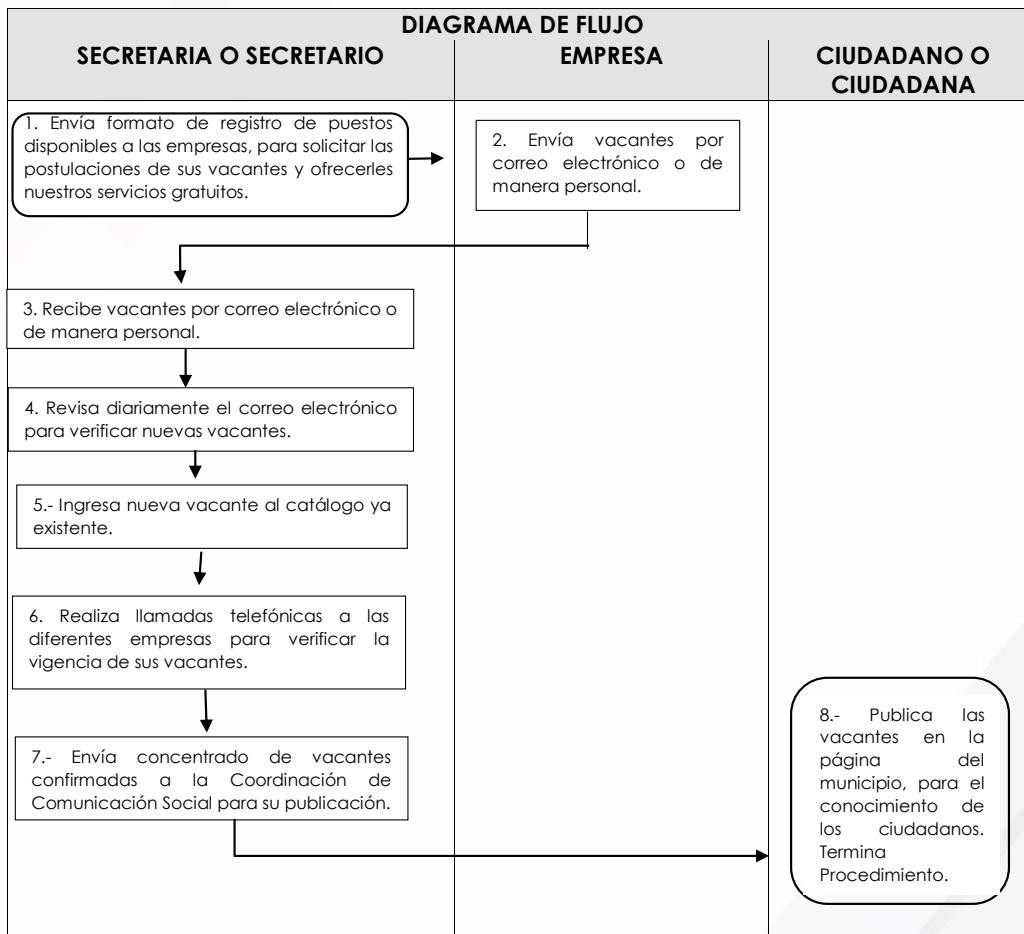 DIAGRAMA DE FLUJO
SECRETARIA O SECRETARIO
EMPRESA
CIUDADANO O
CIUDADANA
1. Envía formato de registro de puestos
disponibles a las empresas, para solicitar las
postulaciones de sus vacantes y ofrecerles
nuestros servicios gratuitos.
2. Envía vacantes por
correo electrónico o de
manera personal.
3. Recibe vacantes por correo electrónico o
de manera personal.
4. Revisa diariamente el correo electrónico
para verificar nuevas vacantes.
5.- Ingresa nueva vacante al catálogo ya
existente.
6. Realiza llamadas telefónicas a las
diferentes empresas para verificar la
vigencia de sus vacantes.
7.- Envía concentrado de vacantes
confirmadas a la Coordinación de
Comunicación Social para su publicación.
8.- Publica las
vacantes en la
página del
municipio, para el
conocimiento de
los ciudadanos.
Termina
Procedimiento.